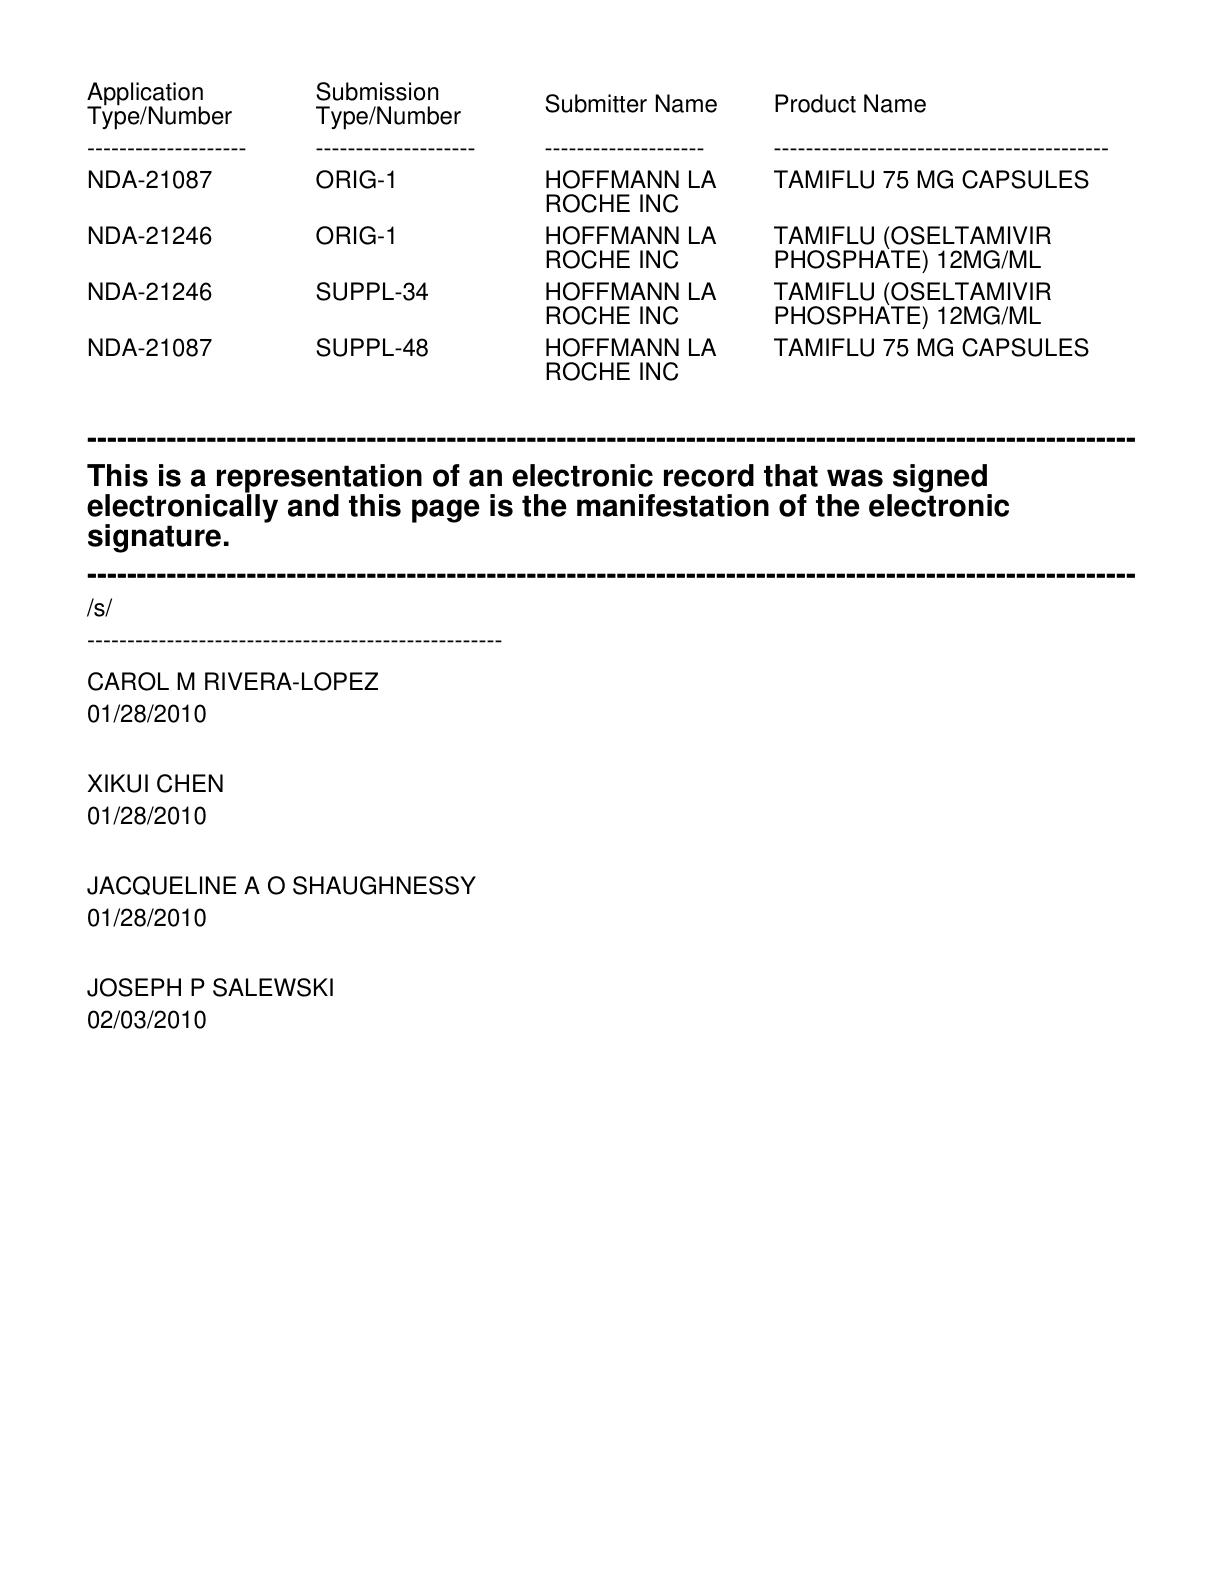 Application Type/Number Submission Type/Number Submitter Name Product Name
-------------------- -------------------- -------------------- ------------------------------------------
NDA-21087 ORIG-1 HOFFMANN LA TAMIFLU 75 MG CAPSULES
ROCHE INC
NDA-21246 ORIG-1 HOFFMANN LA TAMIFLU (OSELTAMIVIR
ROCHE INC PHOSPHATE) 12MG/ML
NDA-21246 SUPPL-34 HOFFMANN LA TAMIFLU (OSELTAMIVIR
ROCHE INC PHOSPHATE) 12MG/ML
NDA-21087 SUPPL-48 HOFFMANN LA TAMIFLU 75 MG CAPSULES
ROCHE INC
---------------------------------------------------------------------------------------------------------
This is a representation of an electronic record that was signed
electronically and this page is the manifestation of the electronic
signature.
---------------------------------------------------------------------------------------------------------
/s/
----------------------------------------------------
CAROL M RIVERA-LOPEZ
01/28/2010
XIKUI CHEN
01/28/2010
JACQUELINE A O SHAUGHNESSY
01/28/2010
JOSEPH P SALEWSKI
02/03/2010